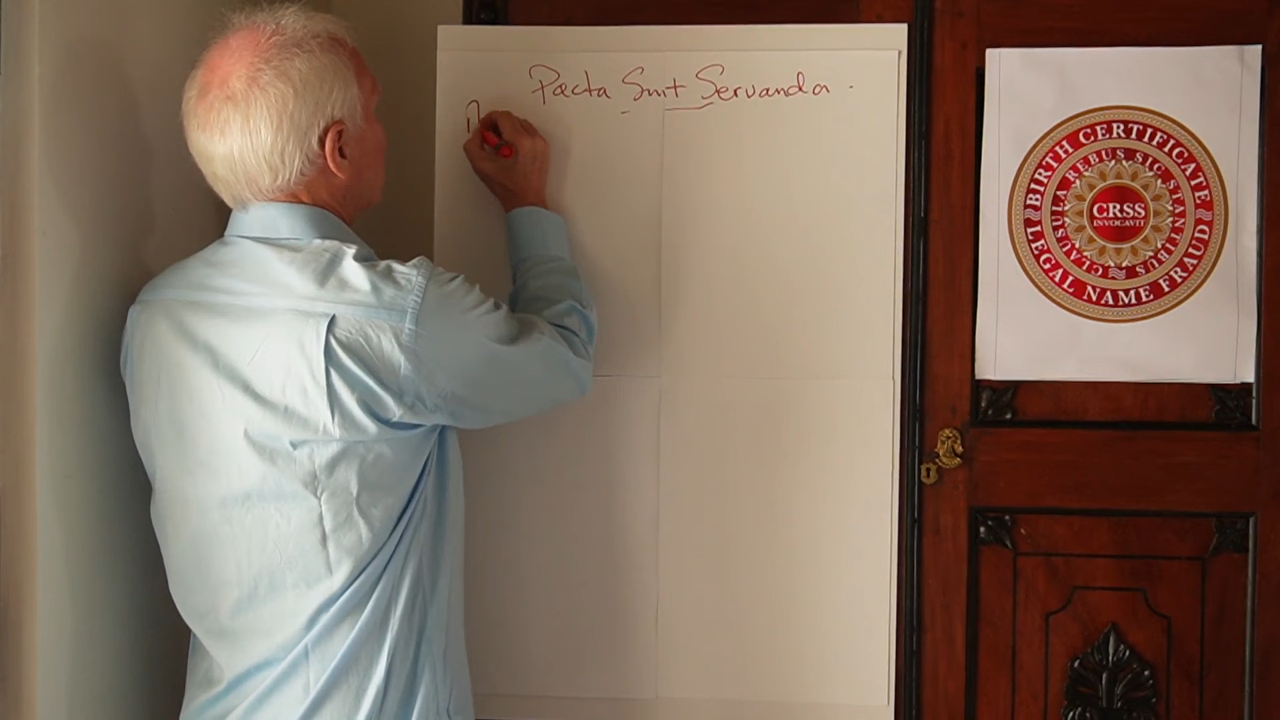 Pacta Sunt Servanda.
BIRTH CERTIFICATE
LEGAL NAME FRAUD
CLAUSULA REBUS SIC STANTIBUS
CRSS
INVOCAVIT